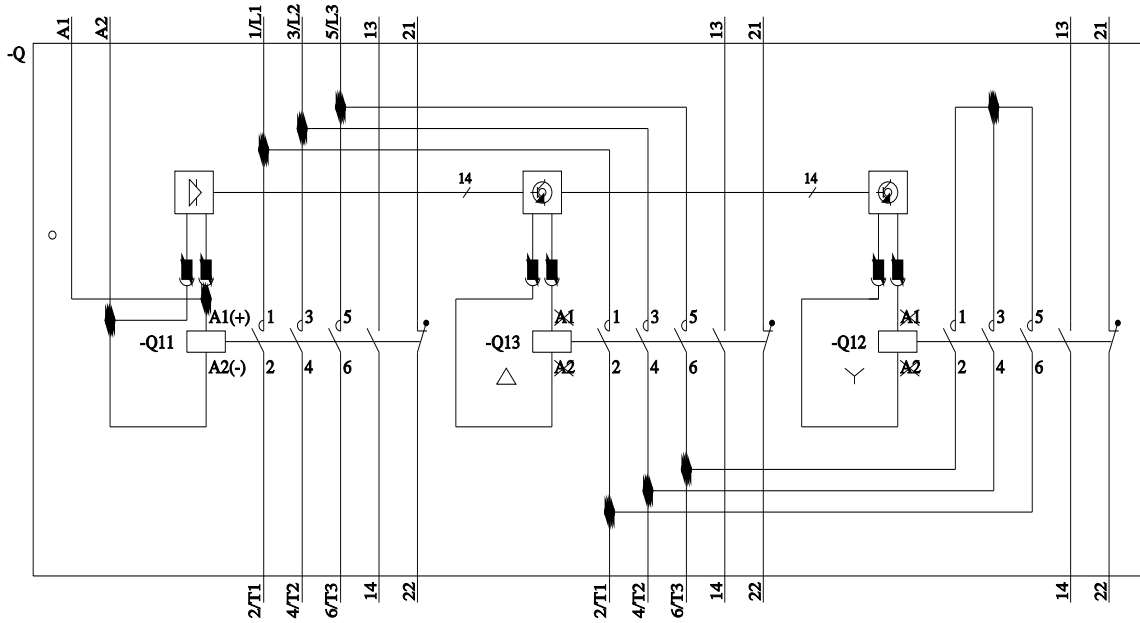 A1 A2 1/L1 3/L2 5/L3 13 21 13 21 13 21
-Q
14 14
A1(+) 1 3 5 A1 1 3 5 A1 1 3 5
-Q11 -Q13 -Q12
A2(-) 2 4 6 A2 2 4 6 A2 2 4 6
2/T1 4/T2 6/T3 14 22 2/T1 4/T2 6/T3 14 22 14 22